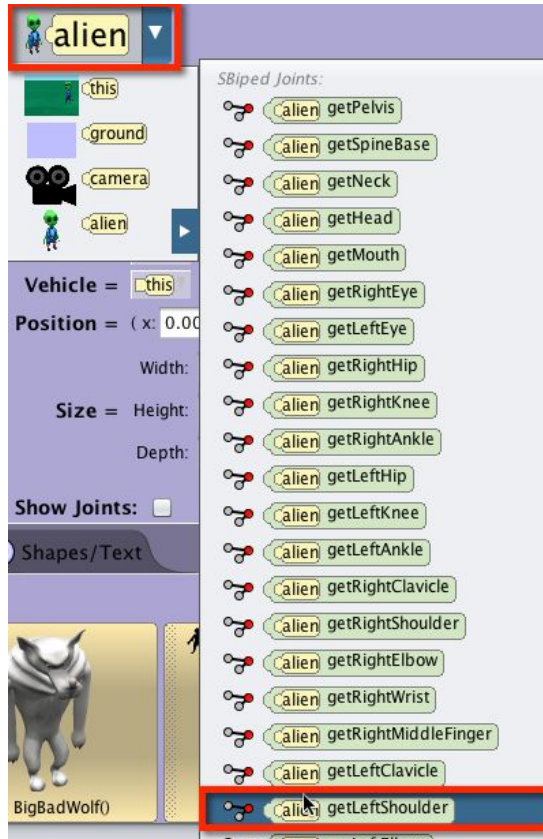 alien
this
ground
camera
alien
Vehicle = this
Position = ( x: 0.00
Width:
Size = Height:
Depth:
Show Joints:
Shapes/Text
BigBadWolf()
SBiped Joints:
alien getPelvis
alien getSpineBase
alien getNeck
alien getHead
alien getMouth
alien getRightEye
alien getLeftEye
alien getRightHip
alien getRightKnee
alien getRightAnkle
alien getLeftHip
alien getLeftKnee
alien getLeftAnkle
alien getRightClavicle
alien getRightShoulder
alien getRightElbow
alien getRightWrist
alien getRightMiddleFinger
alien getLeftClavicle
alien getLeftShoulder